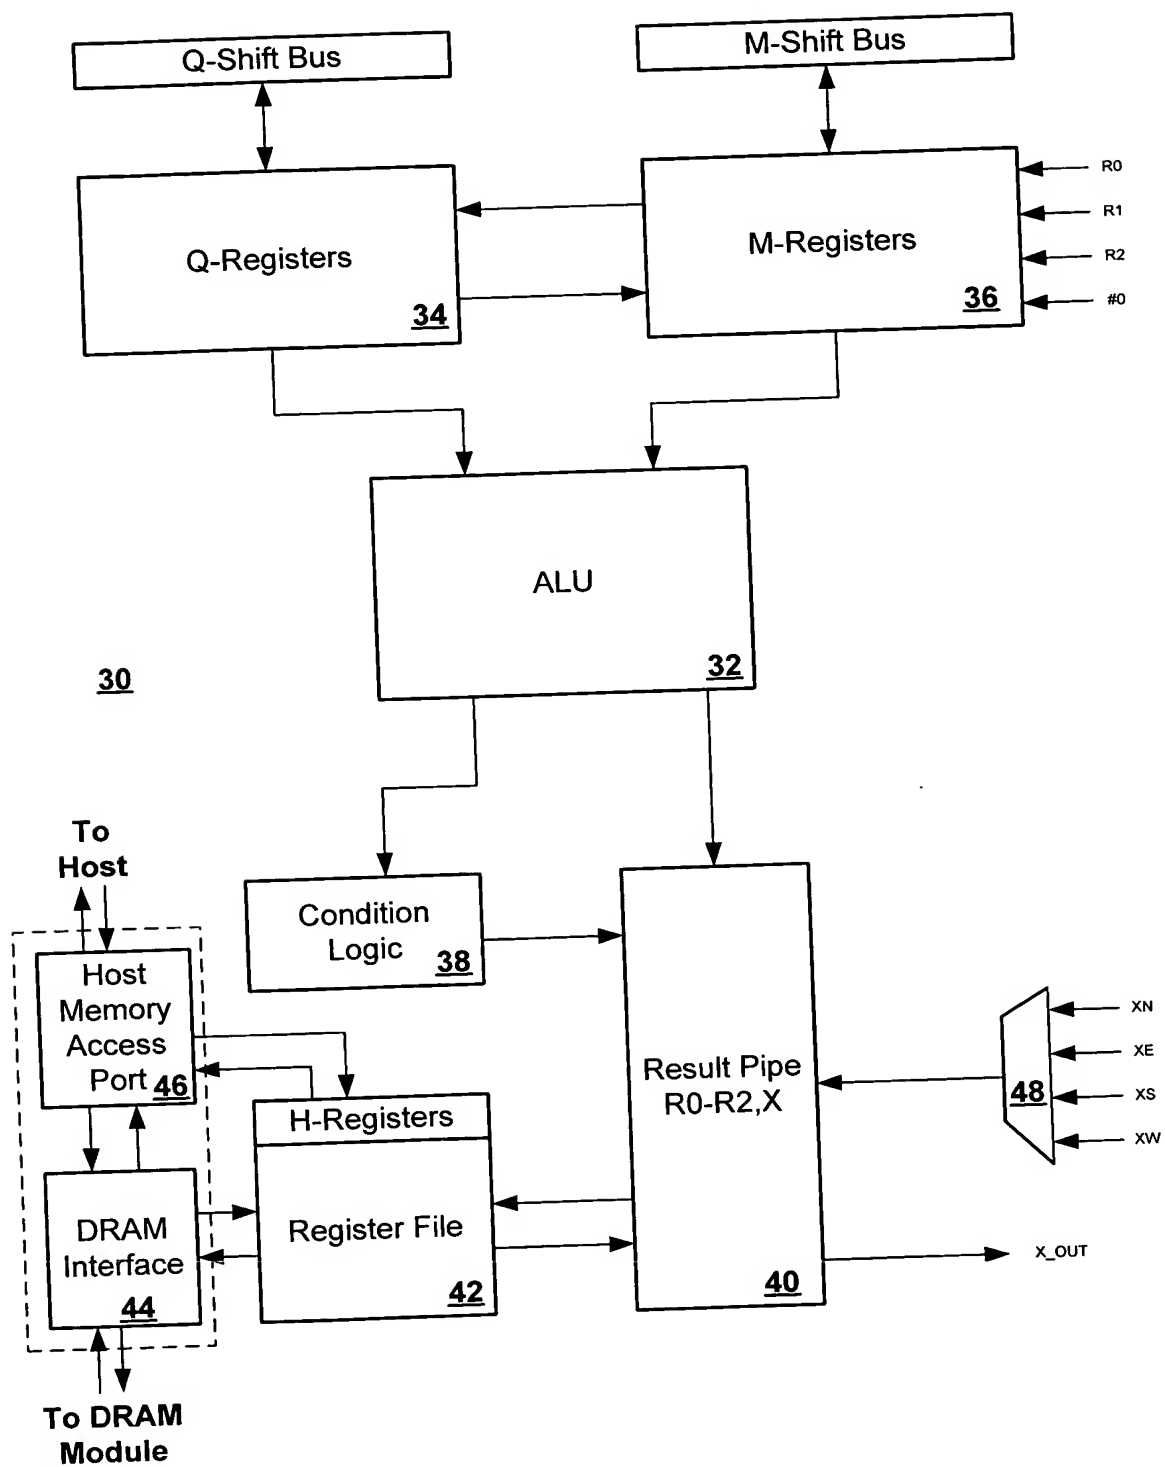 Q-Shift Bus
M-Shift Bus
Q-Registers
34
M-Registers
36
R0
R1
R2
#0
ALU
32
30
To
Host
Condition
Logic
38
Host
Memory
Access
Port
46
H-Registers
Register File
42
DRAM
Interface
44
To DRAM
Module
Result Pipe
R0-R2,X
40
48
XN
XE
XS
XW
X_OUT